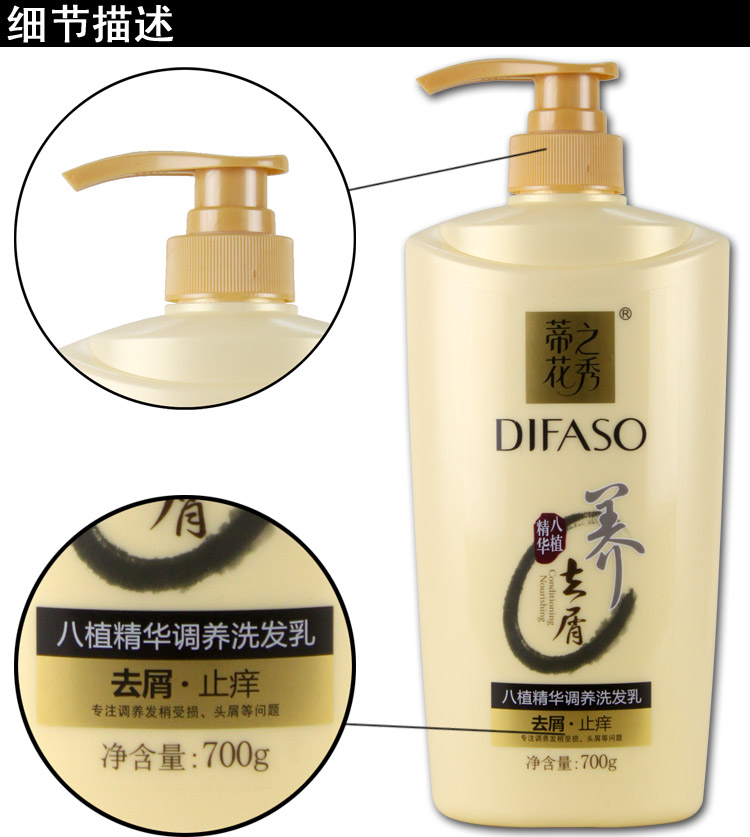 细节描述
屑
八植精华调养洗发乳
去屑·止痒
专注调养发梢受损、头屑等问题
净含量:700g
蒂之花秀®
DIFASO
八植精华
养
去屑
Conditioning
Nourishing
八植精华调养洗发乳
去屑·止痒
专注调养发梢受损、头屑等问题
净含量:700g